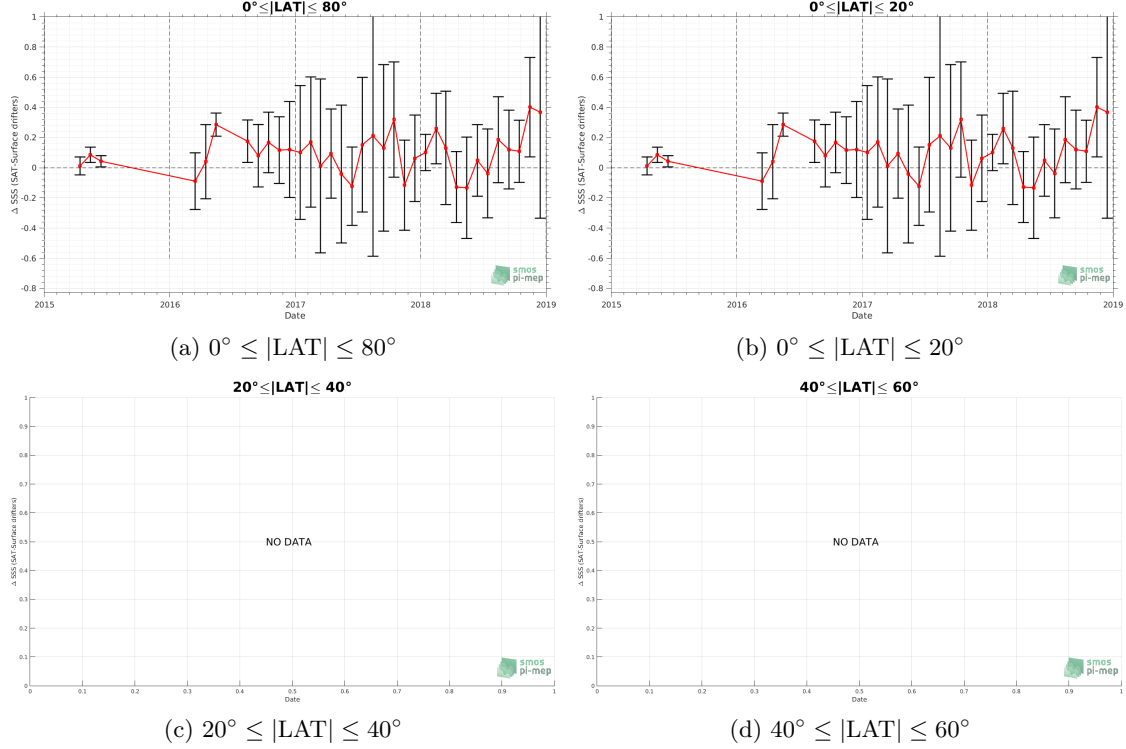 0°≤|LAT|≤ 80°
Δ SSS (SAT-Surface drifters)
1
0.8
0.6
0.4
0.2
0
-0.2
-0.4
-0.6
-0.8
2015 2016 2017 2018 2019
Date
smos
pi-mep
(a) 0° ≤ |LAT| ≤ 80°
0°≤|LAT|≤ 20°
Δ SSS (SAT-Surface drifters)
1
0.8
0.6
0.4
0.2
0
-0.2
-0.4
-0.6
-0.8
2015 2016 2017 2018 2019
Date
smos
pi-mep
(b) 0° ≤ |LAT| ≤ 20°
20°≤|LAT|≤ 40°
Δ SSS (SAT-Surface drifters)
1
0.9
0.8
0.7
0.6
0.5
0.4
0.3
0.2
0.1
0
NO DATA
0 0.1 0.2 0.3 0.4 0.5 0.6 0.7 0.8 0.9 1
Date
smos
pi-mep
(c) 20° ≤ |LAT| ≤ 40°
40°≤|LAT|≤ 60°
Δ SSS (SAT-Surface drifters)
1
0.9
0.8
0.7
0.6
0.5
0.4
0.3
0.2
0.1
0
NO DATA
0 0.1 0.2 0.3 0.4 0.5 0.6 0.7 0.8 0.9 1
Date
smos
pi-mep
(d) 40° ≤ |LAT| ≤ 60°